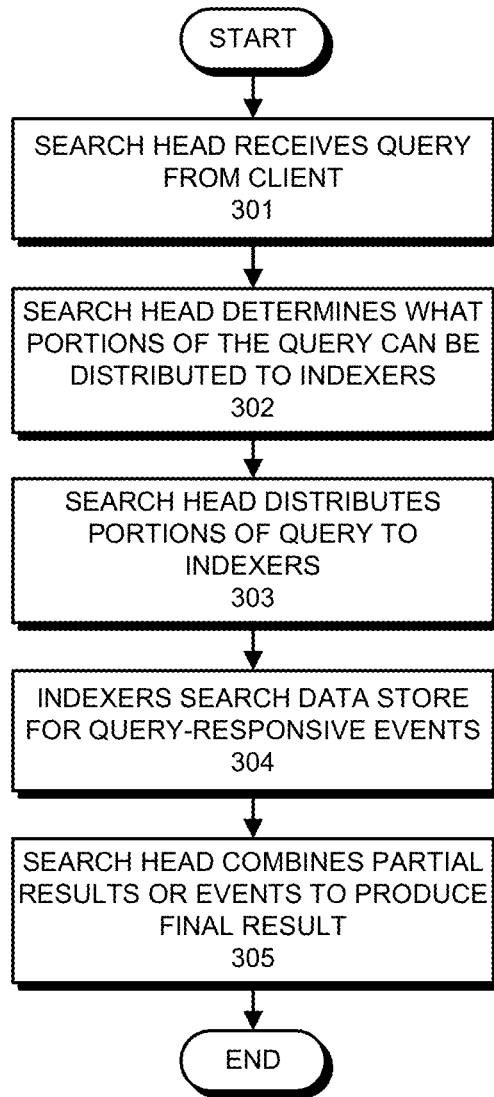 START
SEARCH HEAD RECEIVES QUERY
FROM CLIENT
301
SEARCH HEAD DETERMINES WHAT
PORTIONS OF THE QUERY CAN BE
DISTRIBUTED TO INDEXERS
302
SEARCH HEAD DISTRIBUTES
PORTIONS OF QUERY TO
INDEXERS
303
INDEXERS SEARCH DATA STORE
FOR QUERY-RESPONSIVE EVENTS
304
SEARCH HEAD COMBINES PARTIAL
RESULTS OR EVENTS TO PRODUCE
FINAL RESULT
305
END